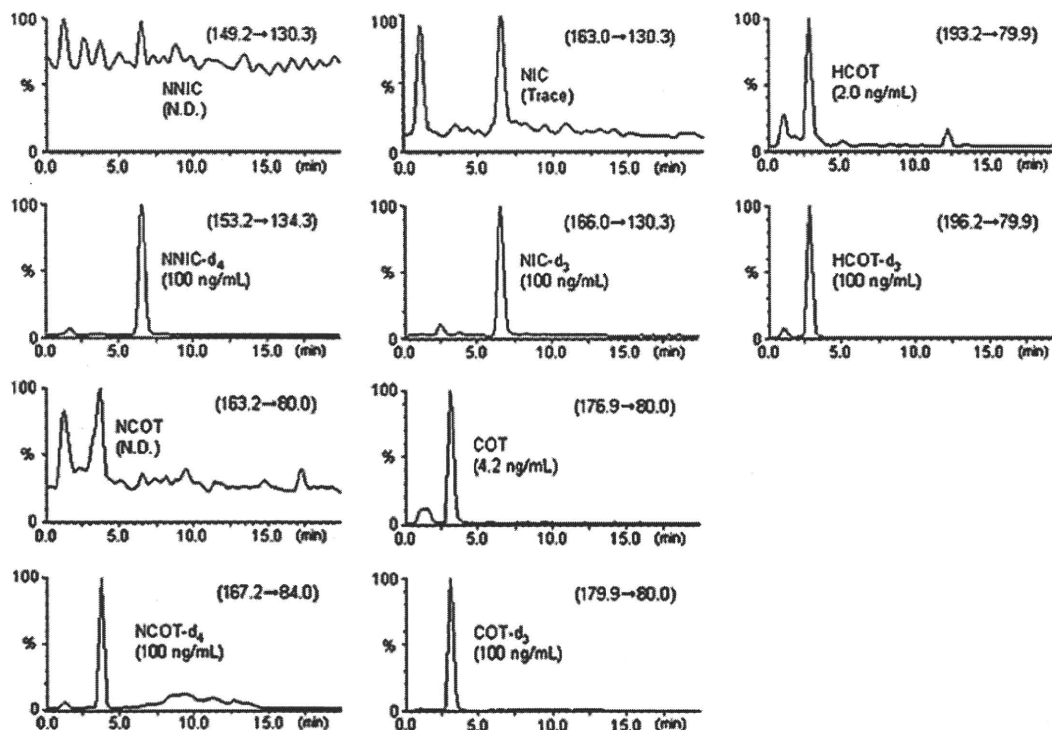 100
%
0
(149.2→130.3)
NNIC
(N.D.)
0.0 5.0 10.0 15.0 (min)
100
%
0
(163.0→130.3)
NIC
(Trace)
0.0 5.0 10.0 15.0 (min)
100
%
0
(193.2→79.9)
HCOT
(2.0 ng/mL)
0.0 5.0 10.0 15.0 (min)
100
%
0
(153.2→134.3)
NNIC-d4
(100 ng/mL)
0.0 5.0 10.0 15.0 (min)
100
%
0
(166.0→130.3)
NIC-d3
(100 ng/mL)
0.0 5.0 10.0 15.0 (min)
100
%
0
(196.2→79.9)
HCOT-d3
(100 ng/mL)
0.0 5.0 10.0 15.0 (min)
100
%
0
(163.2→80.0)
NCOT
(N.D.)
0.0 5.0 10.0 15.0 (min)
100
%
0
(176.9→80.0)
COT
(4.2 ng/mL)
0.0 5.0 10.0 15.0 (min)
100
%
0
(167.2→84.0)
NCOT-d4
(100 ng/mL)
0.0 5.0 10.0 15.0 (min)
100
%
0
(179.9→80.0)
COT-d3
(100 ng/mL)
0.0 5.0 10.0 15.0 (min)